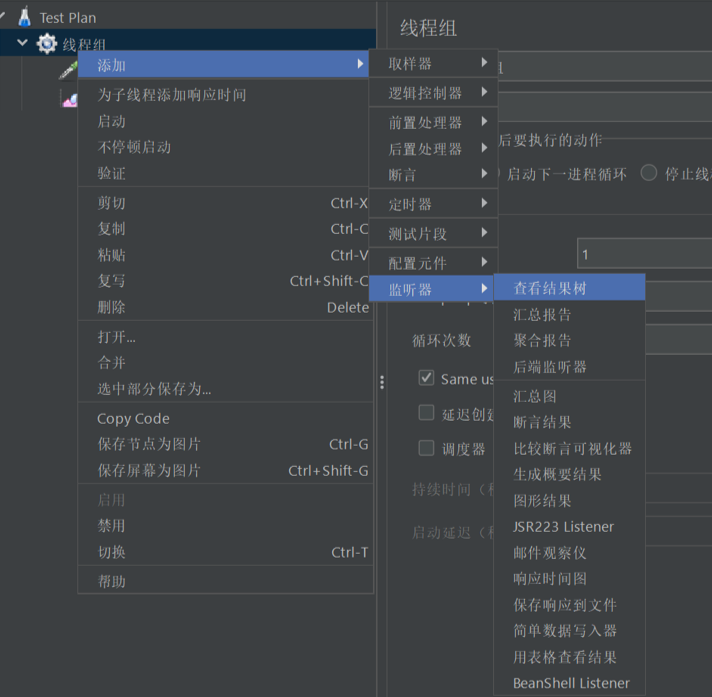 Test Plan
线程组
线程组
添加
为子线程添加响应时间
启动
不停顿启动
验证
剪切 Ctrl-X
复制 Ctrl-C
粘贴 Ctrl-V
复写 Ctrl+Shift-C
删除 Delete
打开...
合并
选中部分保存为...
Copy Code
保存节点为图片 Ctrl-G
保存屏幕为图片 Ctrl+Shift-G
启用
禁用
切换 Ctrl-T
帮助
取样器
逻辑控制器
前置处理器
后置处理器
断言
定时器
测试片段
配置元件
监听器
后要执行的动作
启动下一进程循环
停止线
1
循环次数
Same us
延迟创建
调度器
持续时间（
启动延迟（
查看结果树
汇总报告
聚合报告
后端监听器
汇总图
断言结果
比较断言可视化器
生成概要结果
图形结果
JSR223 Listener
邮件观察仪
响应时间图
保存响应到文件
简单数据写入器
用表格查看结果
BeanShell Listener